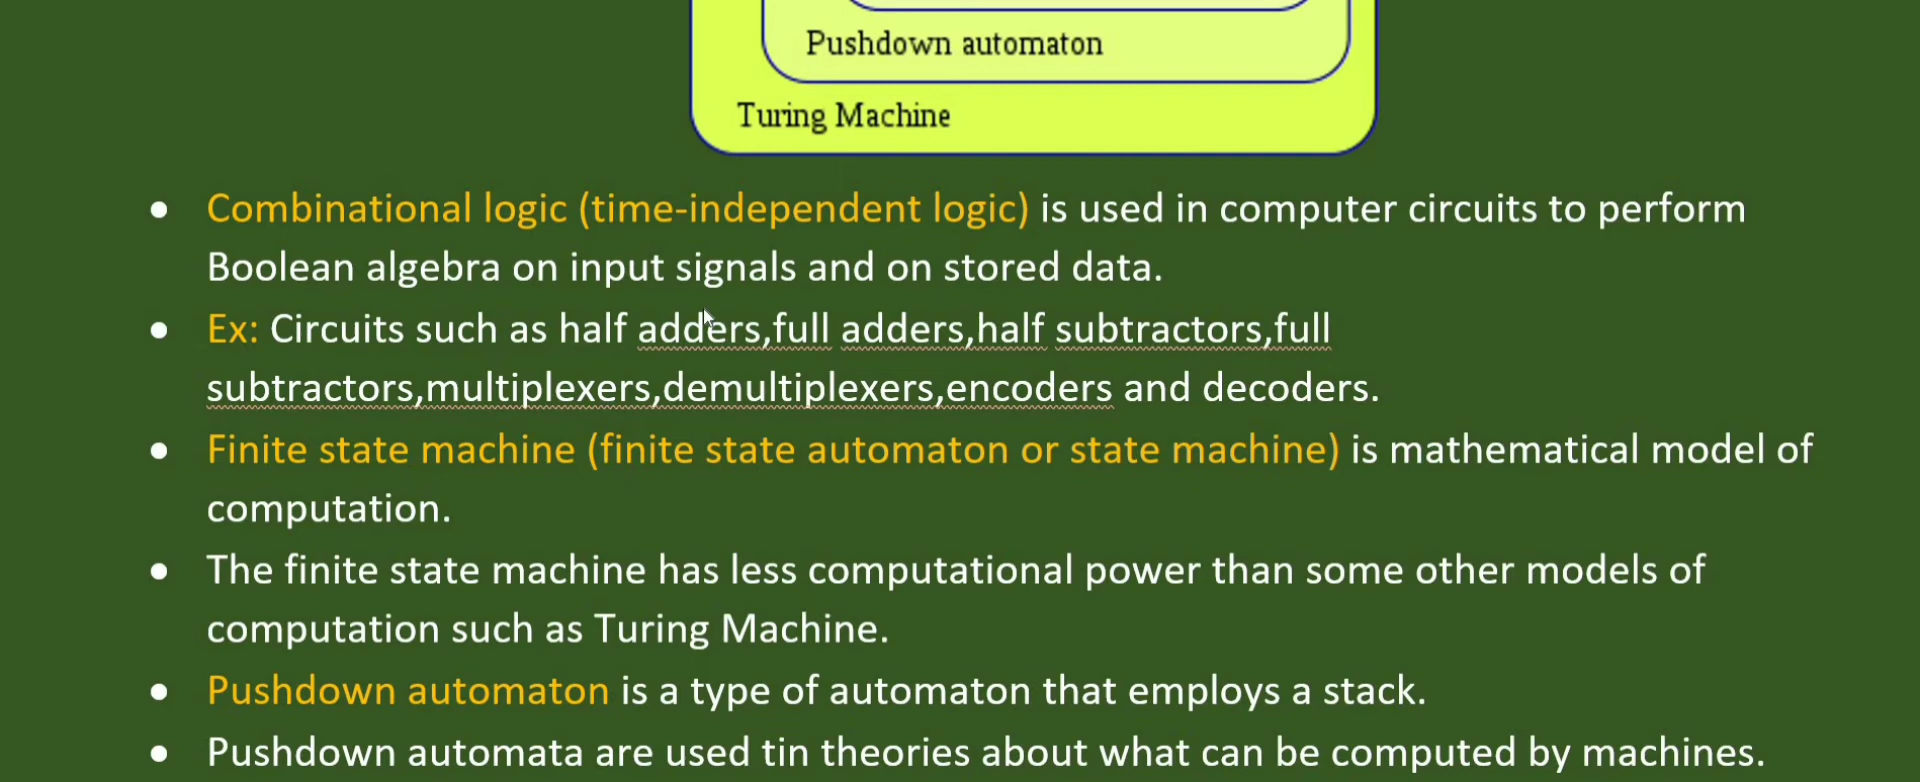 Pushdown automaton
Turing Machine
● Combinational logic (time-independent logic) is used in computer circuits to perform
Boolean algebra on input signals and on stored data.
● Ex: Circuits such as half adders,full adders,half subtractors,full
subtractors,multiplexers,demultiplexers,encoders and decoders.
● Finite state machine (finite state automaton or state machine) is mathematical model of
computation.
● The finite state machine has less computational power than some other models of
computation such as Turing Machine.
● Pushdown automaton is a type of automaton that employs a stack.
● Pushdown automata are used tin theories about what can be computed by machines.